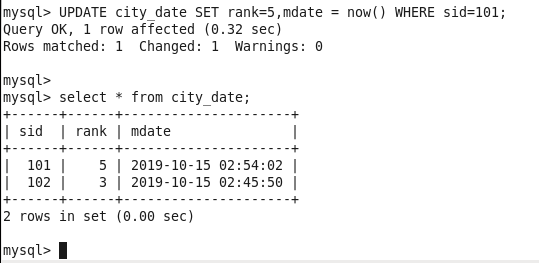 mysql> UPDATE city_date SET rank=5,mdate = now() WHERE sid=101;
Query OK, 1 row affected (0.32 sec)
Rows matched: 1  Changed: 1  Warnings: 0

mysql>
mysql> select * from city_date;
+------+------+---------------------+
| sid  | rank | mdate               |
+------+------+---------------------+
|  101 |    5 | 2019-10-15 02:54:02 |
|  102 |    3 | 2019-10-15 02:45:50 |
+------+------+---------------------+
2 rows in set (0.00 sec)

mysql>